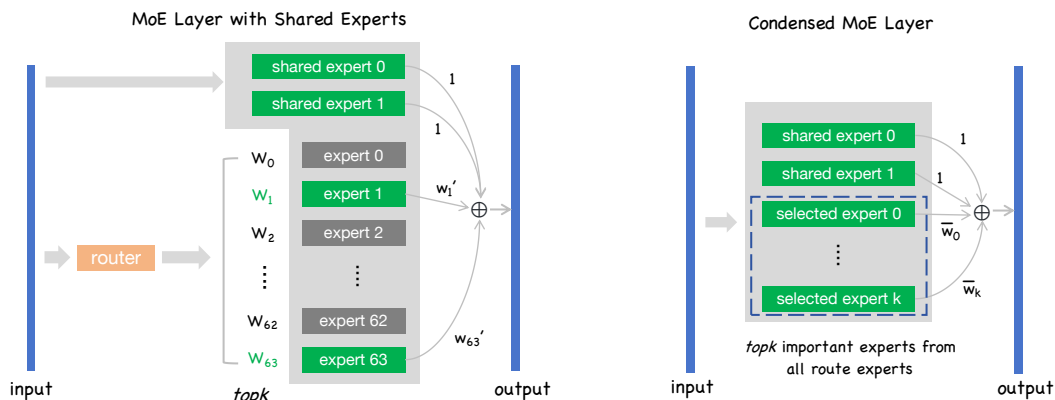 MoE Layer with Shared Experts
shared expert 0
shared expert 1
1
1
W₀
expert 0
W₁
expert 1
w₁′
W₂
expert 2
router
⊕
W₆₂
expert 62
W₆₃
expert 63
w₆₃′
input
topk
output
Condensed MoE Layer
shared expert 0
1
shared expert 1
1
selected expert 0
w̅₀
⊕
selected expert k
w̅ₖ
topk important experts from
all route experts
input
output